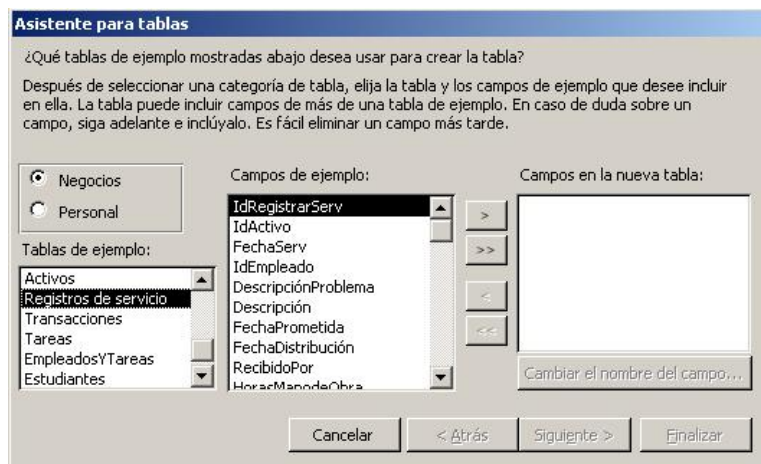 Asistente para tablas
¿Qué tablas de ejemplo mostradas abajo desea usar para crear la tabla?
Después de seleccionar una categoría de tabla, elija la tabla y los campos de ejemplo que desee incluir
en ella. La tabla puede incluir campos de más de una tabla de ejemplo. En caso de duda sobre un
campo, siga adelante e inclúyalo. Es fácil eliminar un campo más tarde.
Negocios
Personal
Tablas de ejemplo:
Activos
Registros de servicio
Transacciones
Tareas
EmpleadosYTareas
Estudiantes
Campos de ejemplo:
IdRegistrarServ
IdActivo
FechaServ
IdEmpleado
DescripciónProblema
Descripción
FechaPrometida
FechaDistribución
RecibidoPor
HorasManodeObra
>
>>
<
<<
Campos en la nueva tabla:
Cambiar el nombre del campo...
Cancelar
< Atrás
Siguiente >
Finalizar